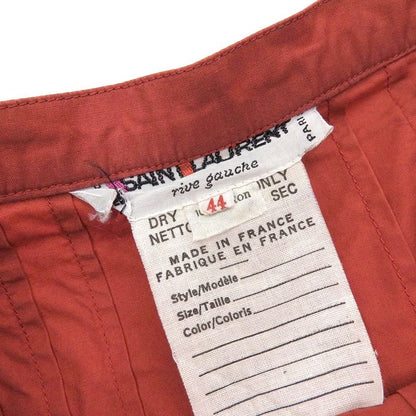 SAINT LAURENT
PARIS
rive gauche
44
DRY ONLY
NETTO SEC
MADE IN FRANCE
FABRIQUE EN FRANCE
Style/Modèle
Size/Taille
Color/Coloris